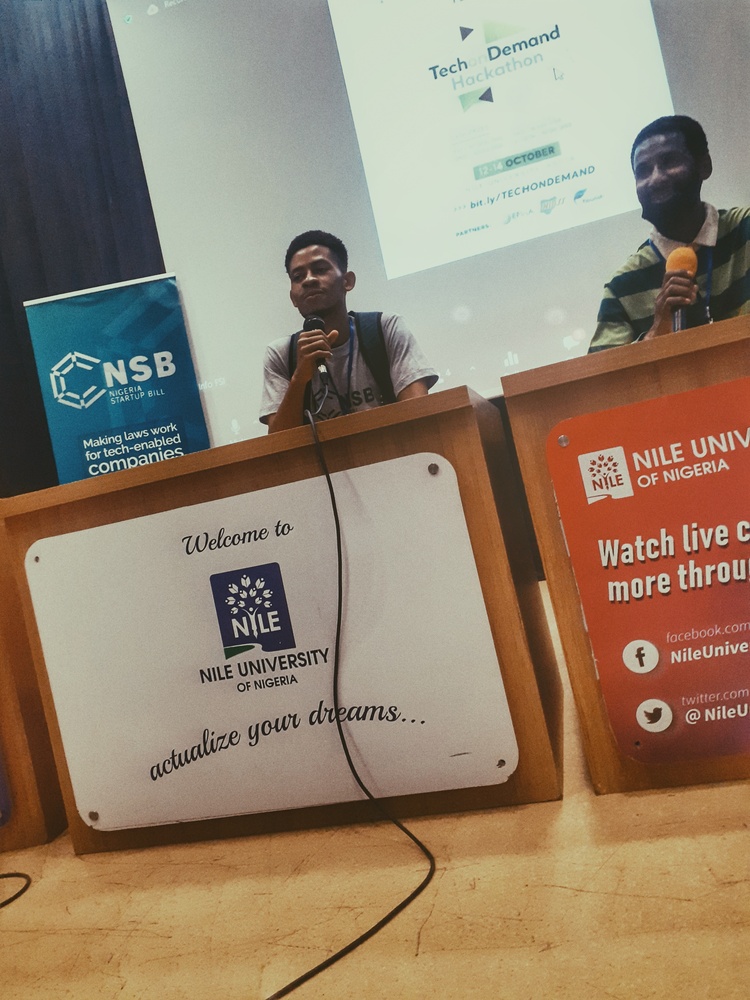 Tech on Demand
Hackathon
12-14 OCTOBER
bit.ly/TECHONDEMAND
PARTNERS:
NSB
NIGERIA
STARTUP BILL
Making laws work
for tech-enabled
companies
NSB
Welcome to
NILE
NILE UNIVERSITY
OF NIGERIA
actualize your dreams...
NILE
NILE UNIV
OF NIGERIA
Watch live c
more throu
facebook.com
NileUnive
twitter.com
@NileU